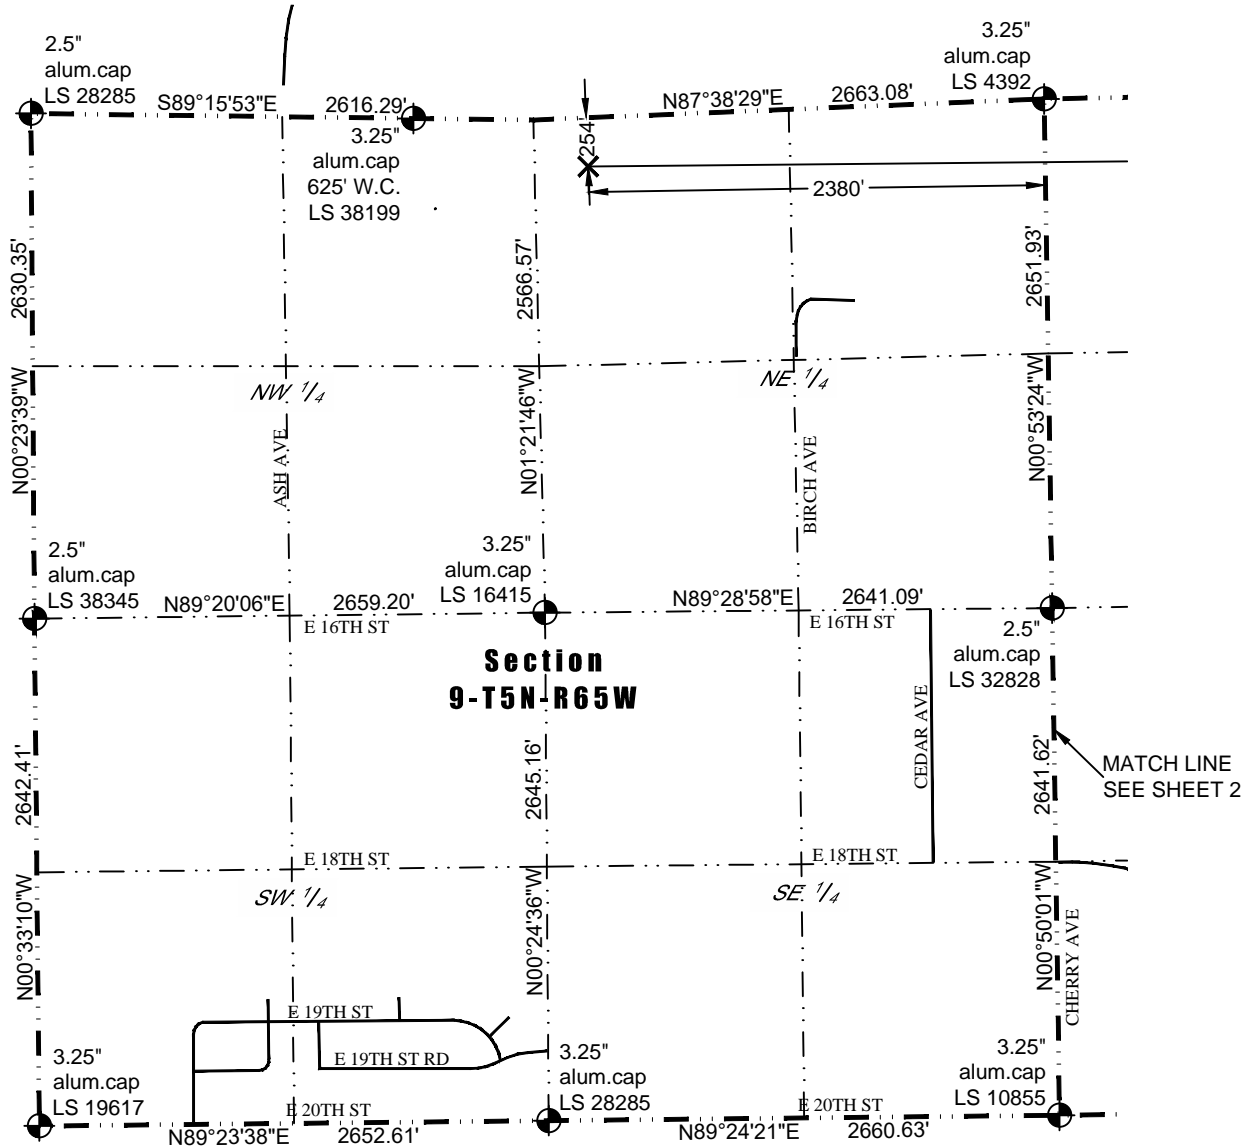 2.5"
alum.cap
LS 28285
S89°15'53"E
2616.29'
3.25"
alum.cap
625' W.C.
LS 38199
254'
2380'
N87°38'29"E
2663.08'
3.25"
alum.cap
LS 4392
2630.35'
N00°23'39"W
2566.57'
N01°21'46"W
2651.93'
N00°53'24"W
NW 1/4
NE 1/4
ASH AVE
BIRCH AVE
2.5"
alum.cap
LS 38345
N89°20'06"E
2659.20'
3.25"
alum.cap
LS 16415
N89°28'58"E
2641.09'
E 16TH ST
E 16TH ST
2.5"
alum.cap
LS 32828
Section
9-T5N-R65W
CEDAR AVE
MATCH LINE
SEE SHEET 2
2642.41'
N00°33'10"W
2645.16'
N00°24'36"W
2641.62'
N00°50'01"W
E 18TH ST
E 18TH ST
SW 1/4
SE 1/4
CHERRY AVE
E 19TH ST
E 19TH ST RD
3.25"
alum.cap
LS 19617
3.25"
alum.cap
LS 28285
3.25"
alum.cap
LS 10855
E 20TH ST
E 20TH ST
N89°23'38"E
2652.61'
N89°24'21"E
2660.63'